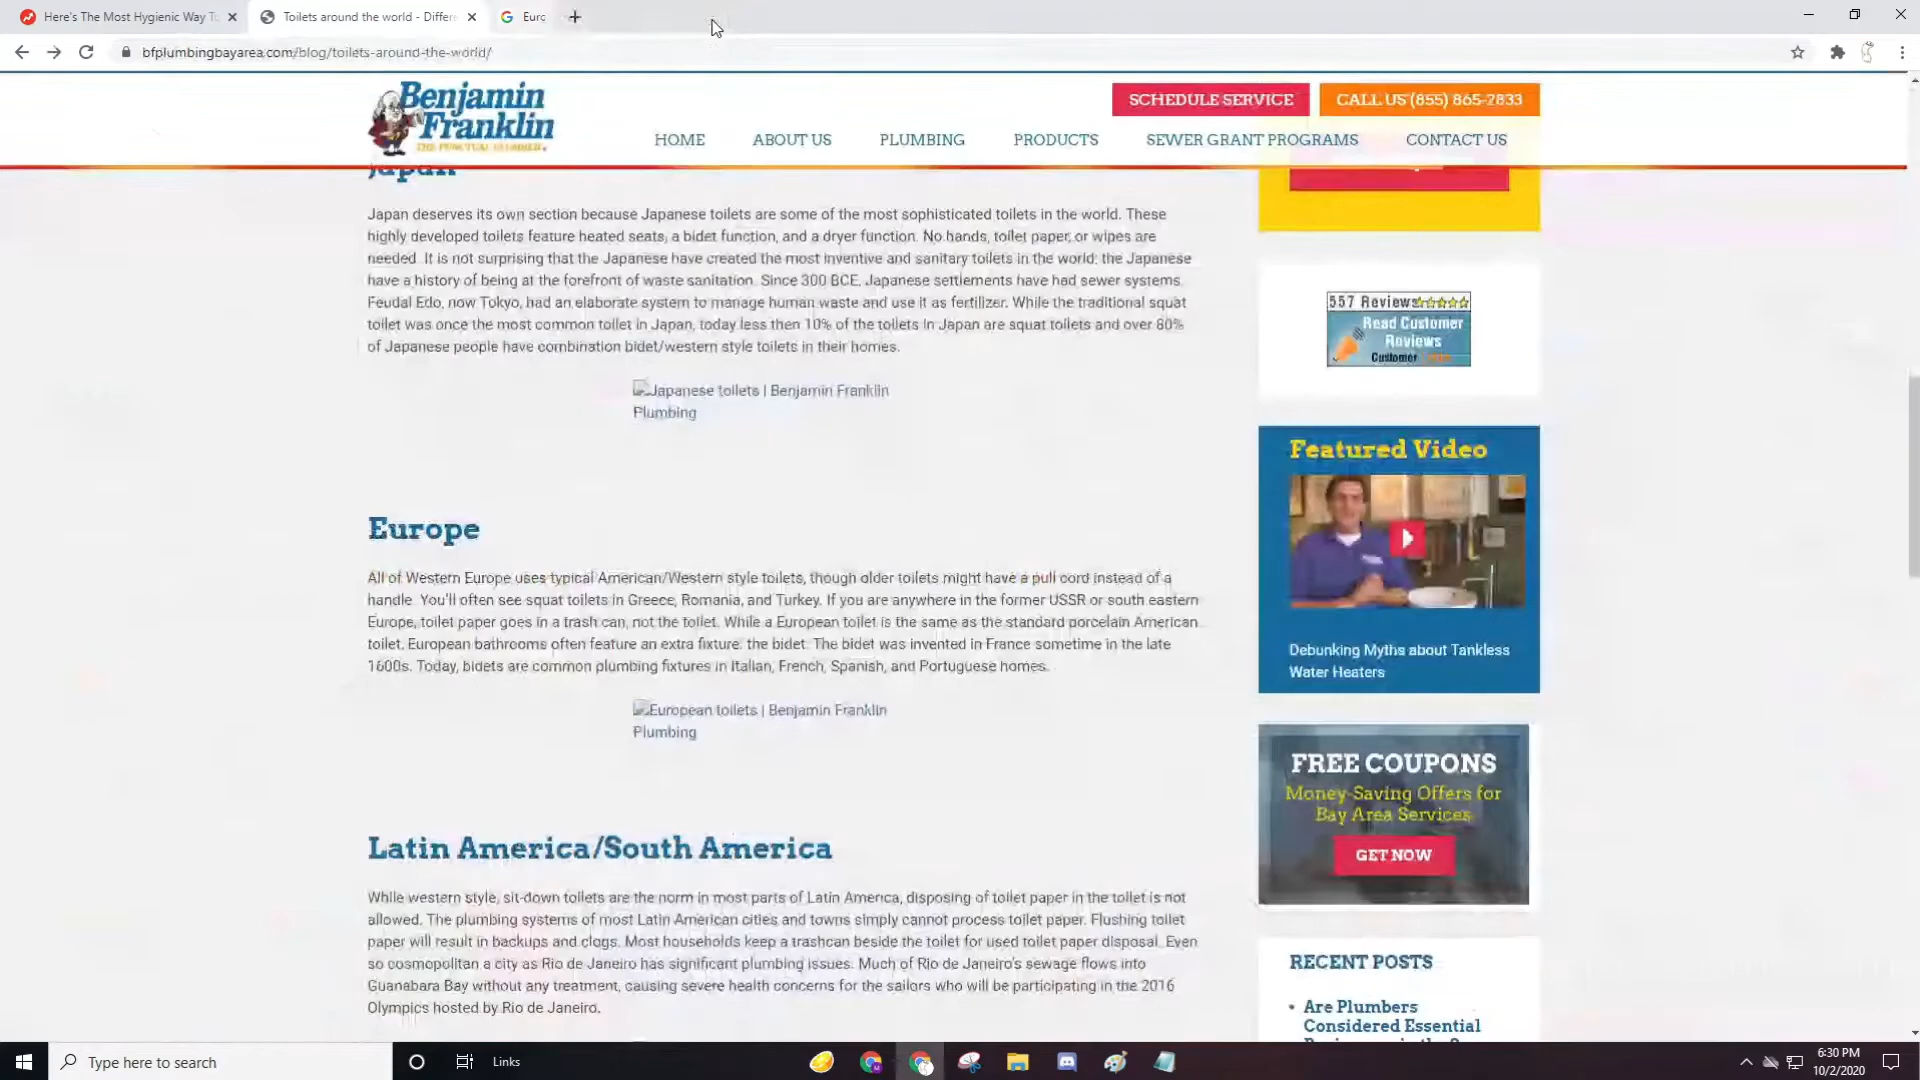 Here's The Most Hygienic Way T
Toilets around the world - Differe
Euro
bfplumbingbayarea.com/blog/toilets-around-the-world/
Benjamin
Franklin
THE PUNCTUAL PLUMBER
SCHEDULE SERVICE
CALL US (855) 865-2833
HOME
ABOUT US
PLUMBING
PRODUCTS
SEWER GRANT PROGRAMS
CONTACT US
Japan
Japan deserves its own section because Japanese toilets are some of the most sophisticated toilets in the world. These
highly developed toilets feature heated seats, a bidet function, and a dryer function. No hands, toilet paper, or wipes are
needed. It is not surprising that the Japanese have created the most inventive and sanitary toilets in the world; the Japanese
have a history of being at the forefront of waste sanitation. Since 300 BCE, Japanese settlements have had sewer systems.
Feudal Edo, now Tokyo, had an elaborate system to manage human waste and use it as fertilizer. While the traditional squat
toilet was once the most common toilet in Japan, today less then 10% of the toilets in Japan are squat toilets and over 80%
of Japanese people have combination bidet/western style toilets in their homes.
Japanese toilets | Benjamin Franklin
Plumbing
Europe
All of Western Europe uses typical American/Western style toilets, though older toilets might have a pull cord instead of a
handle. You'll often see squat toilets in Greece, Romania, and Turkey. If you are anywhere in the former USSR or south eastern
Europe, toilet paper goes in a trash can, not the toilet. While a European toilet is the same as the standard porcelain American
toilet, European bathrooms often feature an extra fixture: the bidet. The bidet was invented in France sometime in the late
1600s. Today, bidets are common plumbing fixtures in Italian, French, Spanish, and Portuguese homes.
European toilets | Benjamin Franklin
Plumbing
Latin America/South America
While western style, sit-down toilets are the norm in most parts of Latin America, disposing of toilet paper in the toilet is not
allowed. The plumbing systems of most Latin American cities and towns simply cannot process toilet paper. Flushing toilet
paper will result in backups and clogs. Most households keep a trashcan beside the toilet for used toilet paper disposal. Even
so cosmopolitan a city as Rio de Janeiro has significant plumbing issues. Much of Rio de Janeiro's sewage flows into
Guanabara Bay without any treatment, causing severe health concerns for the sailors who will be participating in the 2016
Olympics hosted by Rio de Janeiro.
557 Reviews
Read Customer
Reviews
Customer
Featured Video
Debunking Myths about Tankless
Water Heaters
FREE COUPONS
Money-Saving Offers for
Bay Area Services
GET NOW
RECENT POSTS
• Are Plumbers
Considered Essential
Type here to search
Links
6:30 PM
10/2/2020